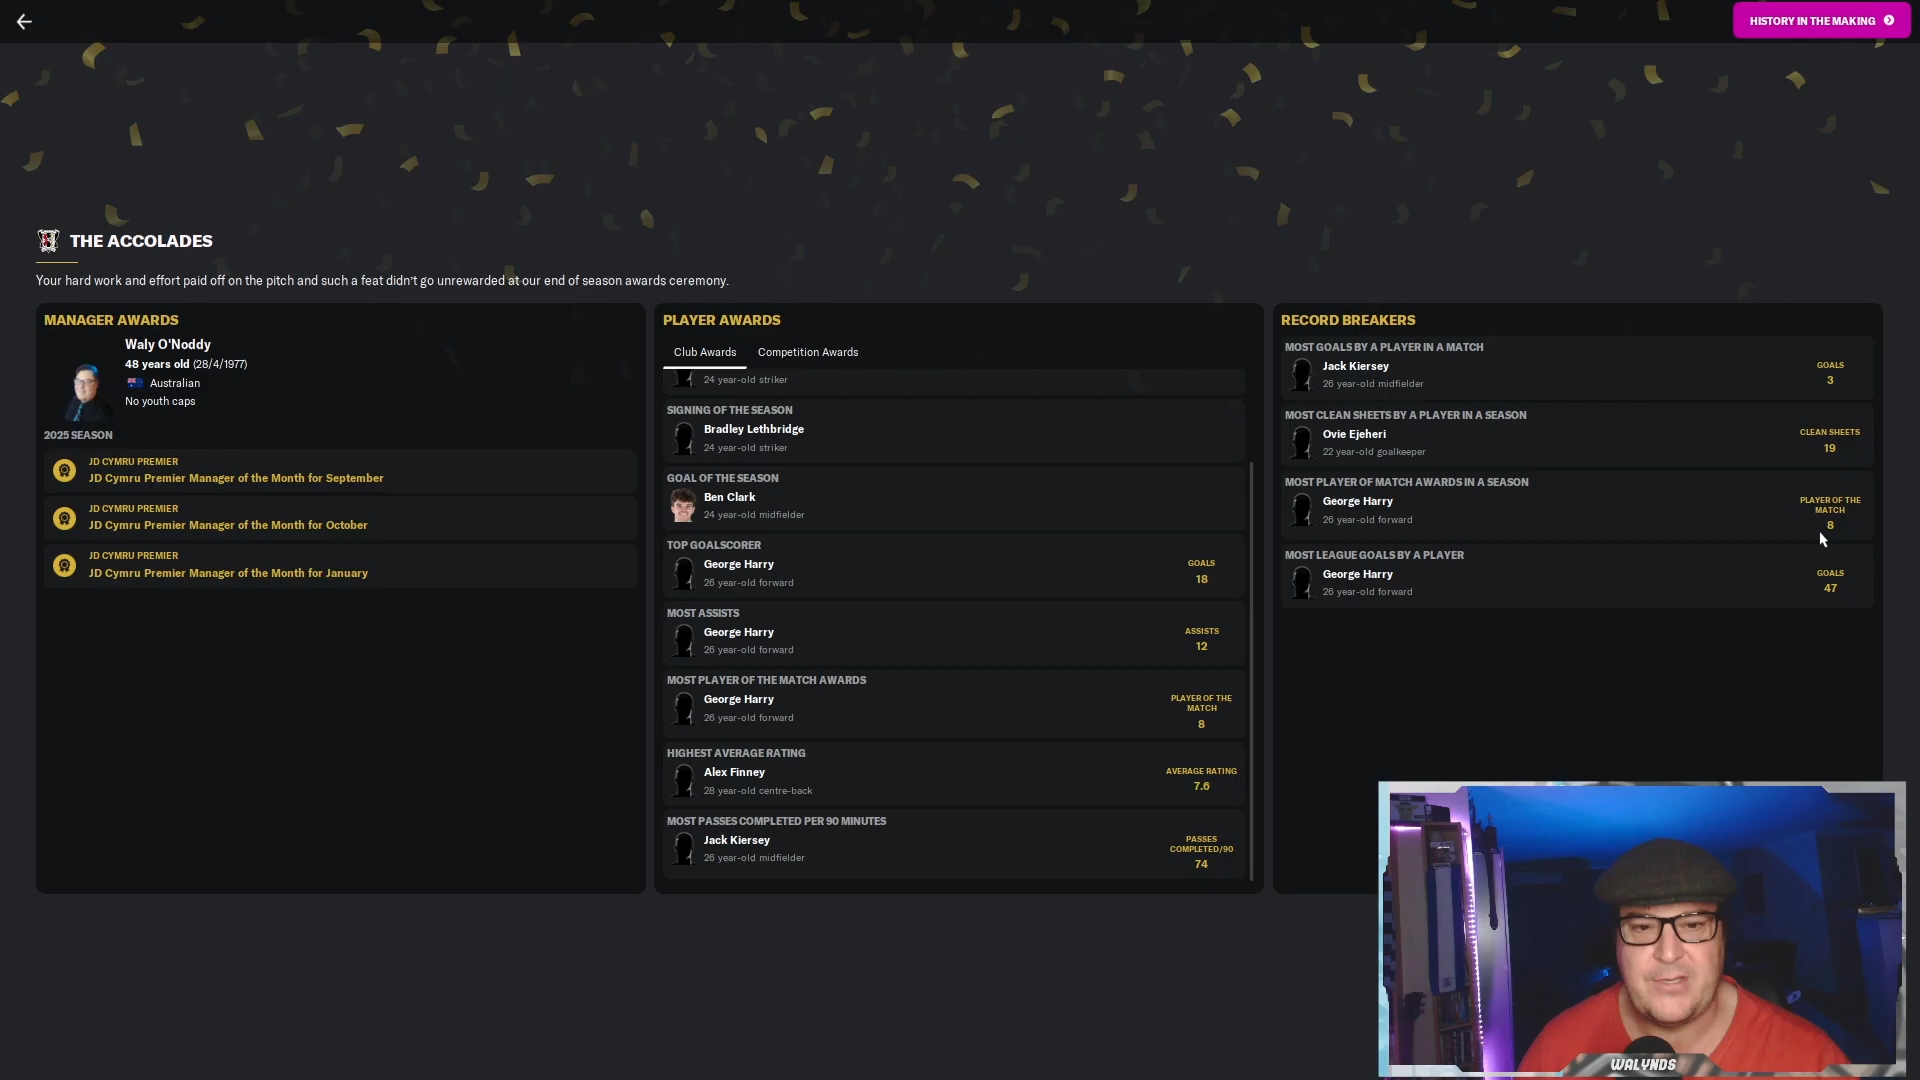 HISTORY IN THE MAKING
THE ACCOLADES
Your hard work and effort paid off on the pitch and such a feat didn't go unrewarded at our end of season awards ceremony.
MANAGER AWARDS
Waly O'Noddy
48 years old (28/4/1977)
Australian
No youth caps
2025 SEASON
JD CYMRU PREMIER
JD Cymru Premier Manager of the Month for September
JD CYMRU PREMIER
JD Cymru Premier Manager of the Month for October
JD CYMRU PREMIER
JD Cymru Premier Manager of the Month for January
PLAYER AWARDS
Club Awards
Competition Awards
24 year-old striker
SIGNING OF THE SEASON
Bradley Lethbridge
24 year-old striker
GOAL OF THE SEASON
Ben Clark
24 year-old midfielder
TOP GOALSCORER
George Harry
26 year-old forward
GOALS
18
MOST ASSISTS
George Harry
26 year-old forward
ASSISTS
12
MOST PLAYER OF THE MATCH AWARDS
George Harry
26 year-old forward
PLAYER OF THE
MATCH
8
HIGHEST AVERAGE RATING
Alex Finney
28 year-old centre-back
AVERAGE RATING
7.6
MOST PASSES COMPLETED PER 90 MINUTES
Jack Kiersey
26 year-old midfielder
PASSES
COMPLETED/90
74
RECORD BREAKERS
MOST GOALS BY A PLAYER IN A MATCH
Jack Kiersey
26 year-old midfielder
GOALS
3
MOST CLEAN SHEETS BY A PLAYER IN A SEASON
Ovie Ejeheri
22 year-old goalkeeper
CLEAN SHEETS
19
MOST PLAYER OF MATCH AWARDS IN A SEASON
George Harry
26 year-old forward
PLAYER OF THE
MATCH
8
MOST LEAGUE GOALS BY A PLAYER
George Harry
26 year-old forward
GOALS
47
WALYNDS